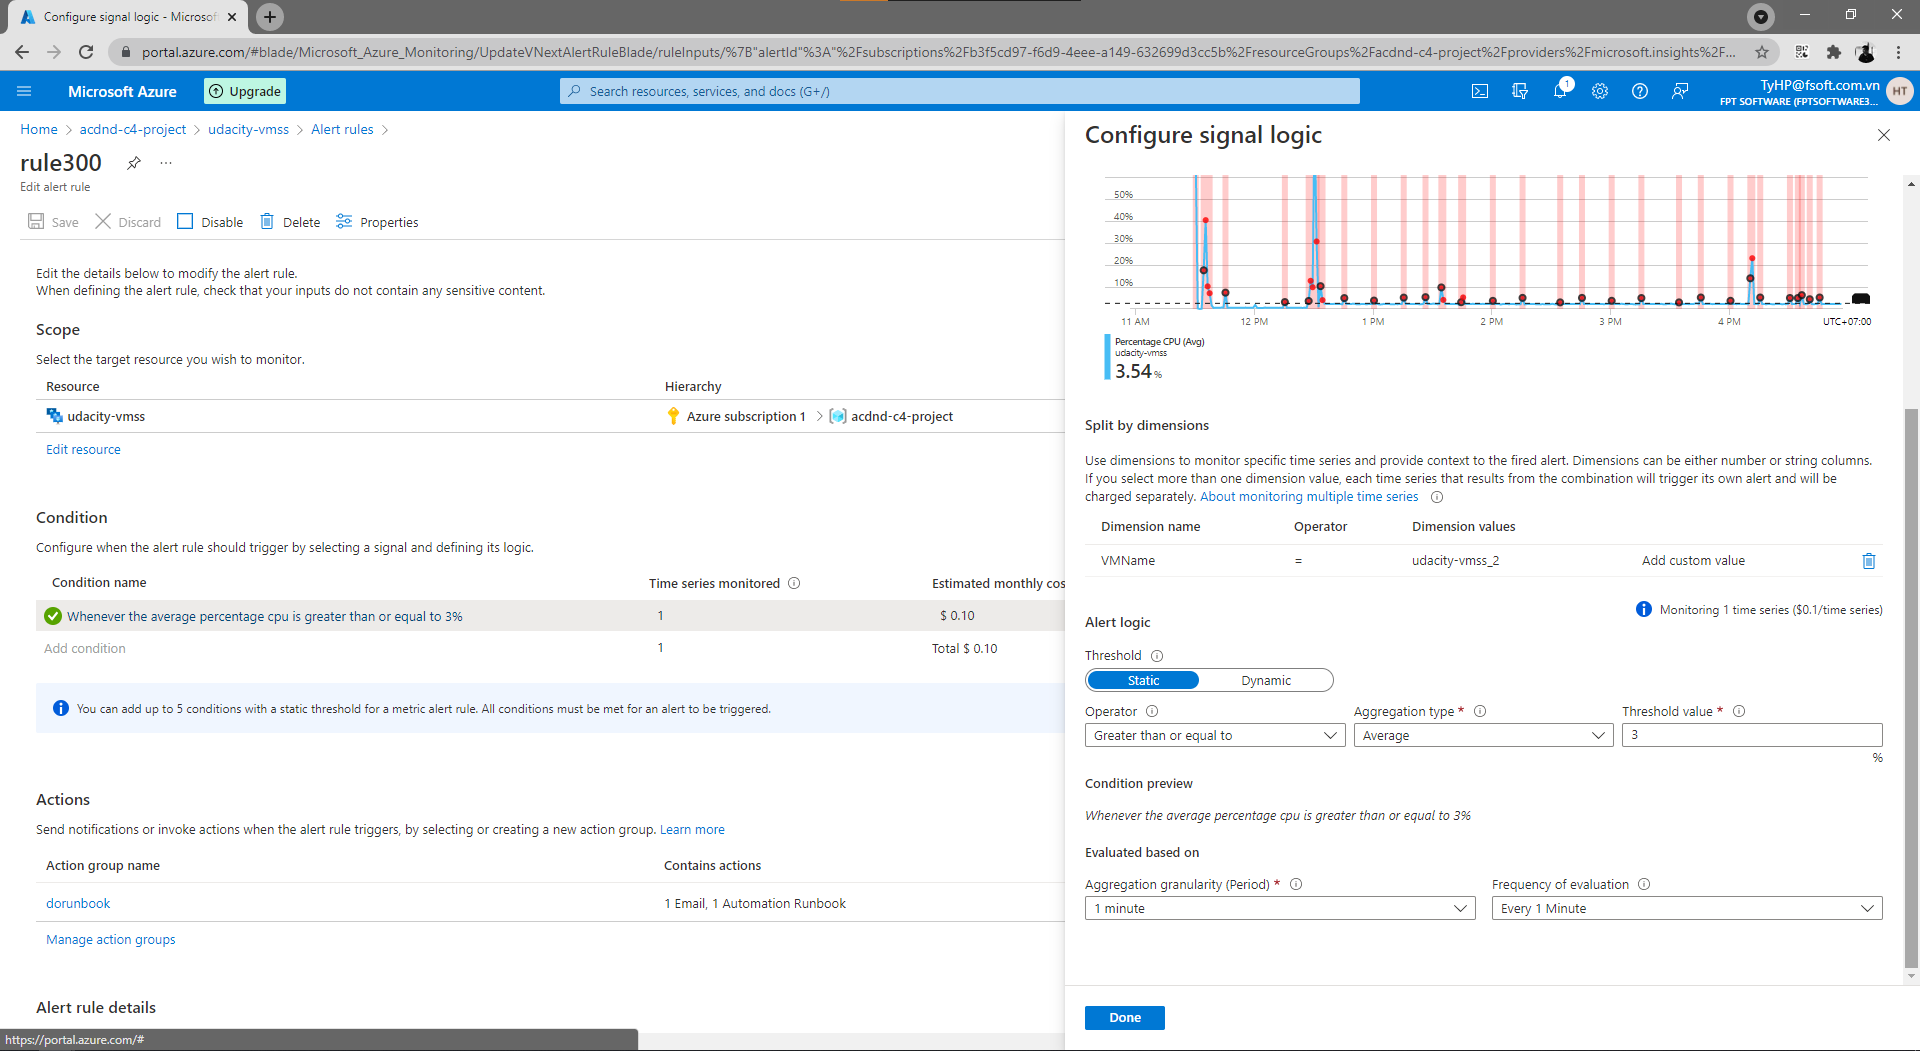 Configure signal logic - Microsof
portal.azure.com/#blade/Microsoft_Azure_Monitoring/UpdateVNextAlertRuleBlade/ruleInputs/%7B"alertId"%3A"%2Fsubscriptions%2Fb3f5cd97-f6d9-4eee-a149-632699d3cc5b%2FresourceGroups%2Facdnd-c4-project%2Fproviders%2Fmicrosoft.insights%2F...
Microsoft Azure
Upgrade
Search resources, services, and docs (G+/)
1
TyHP@fsoft.com.vn
FPT SOFTWARE (FPTSOFTWARE3...
HT
Home > acdnd-c4-project > udacity-vmss > Alert rules >
rule300
...
Edit alert rule
Save
Discard
Disable
Delete
Properties
Edit the details below to modify the alert rule.
When defining the alert rule, check that your inputs do not contain any sensitive content.
Scope
Select the target resource you wish to monitor.
Resource
Hierarchy
udacity-vmss
Azure subscription 1 > acdnd-c4-project
Edit resource
Condition
Configure when the alert rule should trigger by selecting a signal and defining its logic.
Condition name
Time series monitored
Estimated monthly cos
Whenever the average percentage cpu is greater than or equal to 3%
1
$ 0.10
Add condition
1
Total $ 0.10
You can add up to 5 conditions with a static threshold for a metric alert rule. All conditions must be met for an alert to be triggered.
Actions
Send notifications or invoke actions when the alert rule triggers, by selecting or creating a new action group. Learn more
Action group name
Contains actions
dorunbook
1 Email, 1 Automation Runbook
Manage action groups
Alert rule details
https://portal.azure.com/#
Configure signal logic
50%
40%
30%
20%
10%
11 AM
12 PM
1 PM
2 PM
3 PM
4 PM
UTC+07:00
Percentage CPU (Avg)
udacity-vmss
3.54 %
Split by dimensions
Use dimensions to monitor specific time series and provide context to the fired alert. Dimensions can be either number or string columns.
If you select more than one dimension value, each time series that results from the combination will trigger its own alert and will be
charged separately. About monitoring multiple time series
Dimension name
Operator
Dimension values
VMName
=
udacity-vmss_2
Add custom value
Monitoring 1 time series ($0.1/time series)
Alert logic
Threshold
Static
Dynamic
Operator
Aggregation type *
Threshold value *
Greater than or equal to
Average
3
%
Condition preview
Whenever the average percentage cpu is greater than or equal to 3%
Evaluated based on
Aggregation granularity (Period) *
Frequency of evaluation
1 minute
Every 1 Minute
Done